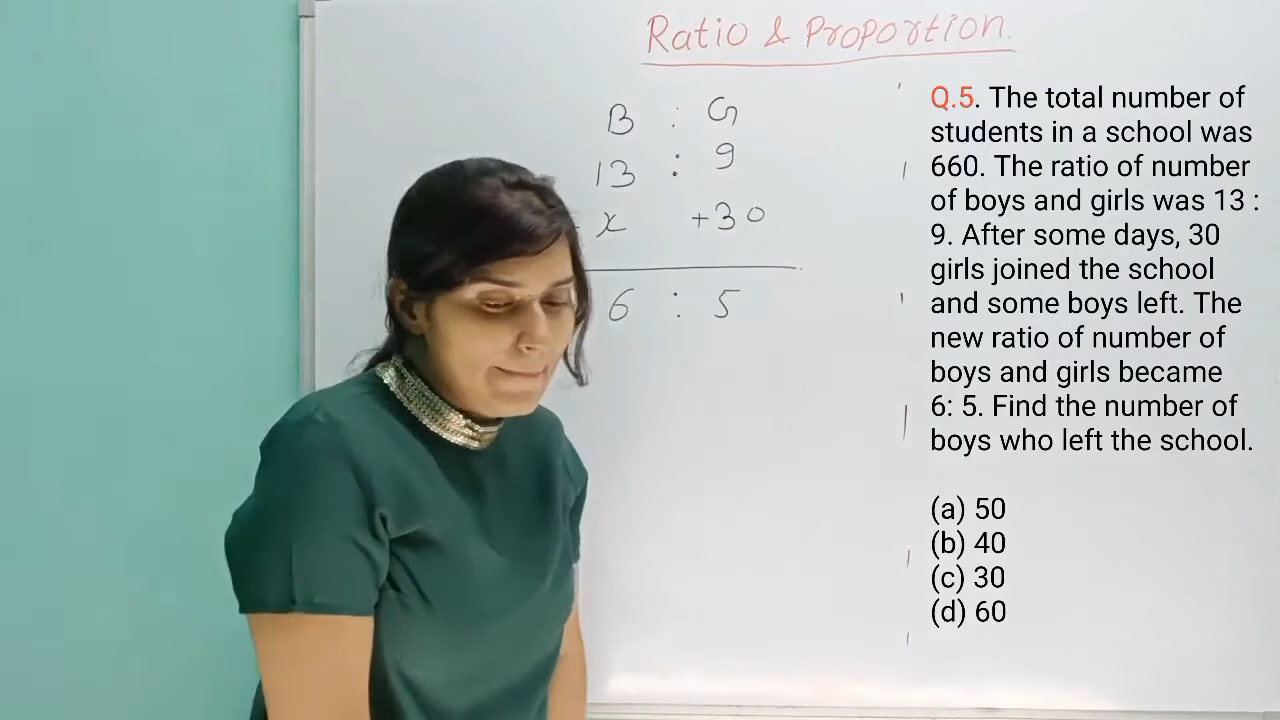 Ratio & Proportion.
B : G
13 : 9
- x +30
6 : 5
Q.5. The total number of
students in a school was
660. The ratio of number
of boys and girls was 13 :
9. After some days, 30
girls joined the school
and some boys left. The
new ratio of number of
boys and girls became
6: 5. Find the number of
boys who left the school.
(a) 50
(b) 40
(c) 30
(d) 60